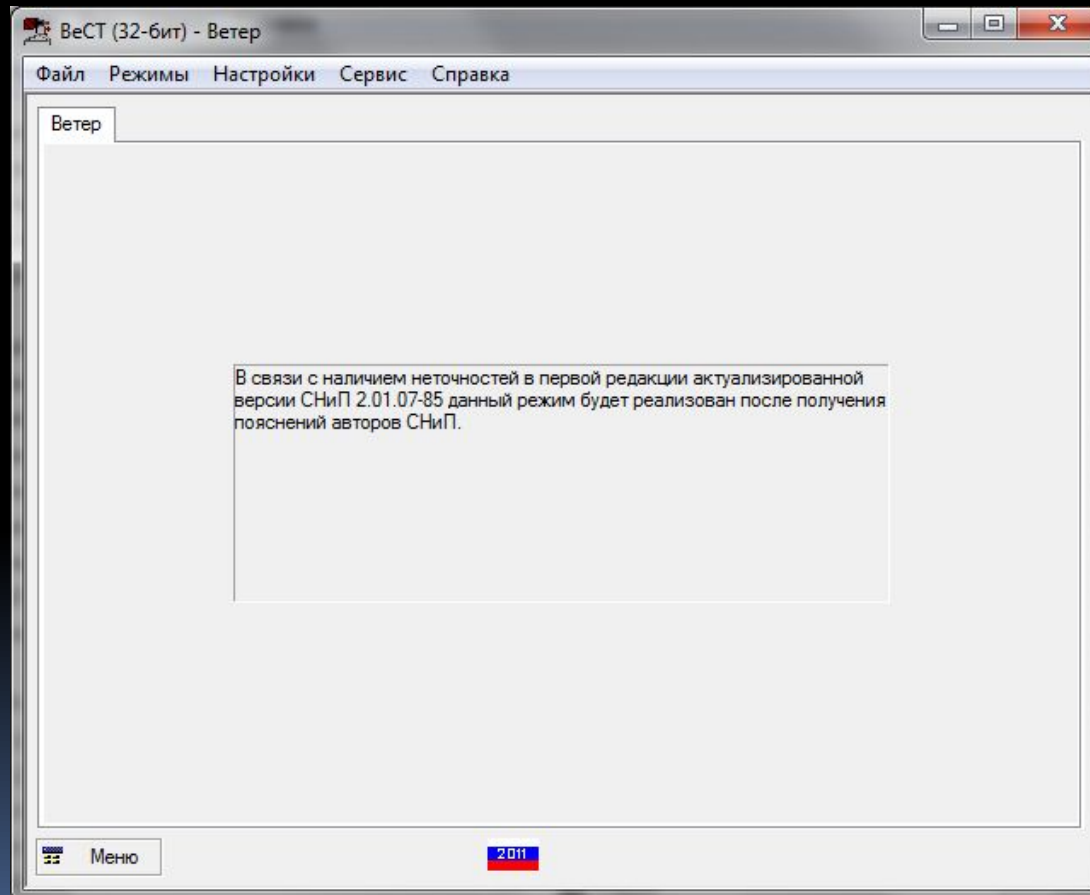 ВеСТ (32-бит) - Ветер
Файл Режимы Настройки Сервис Справка
Ветер
В связи с наличием неточностей в первой редакции актуализированной
версии СНиП 2.01.07-85 данный режим будет реализован после получения
пояснений авторов СНиП.
Меню
2011